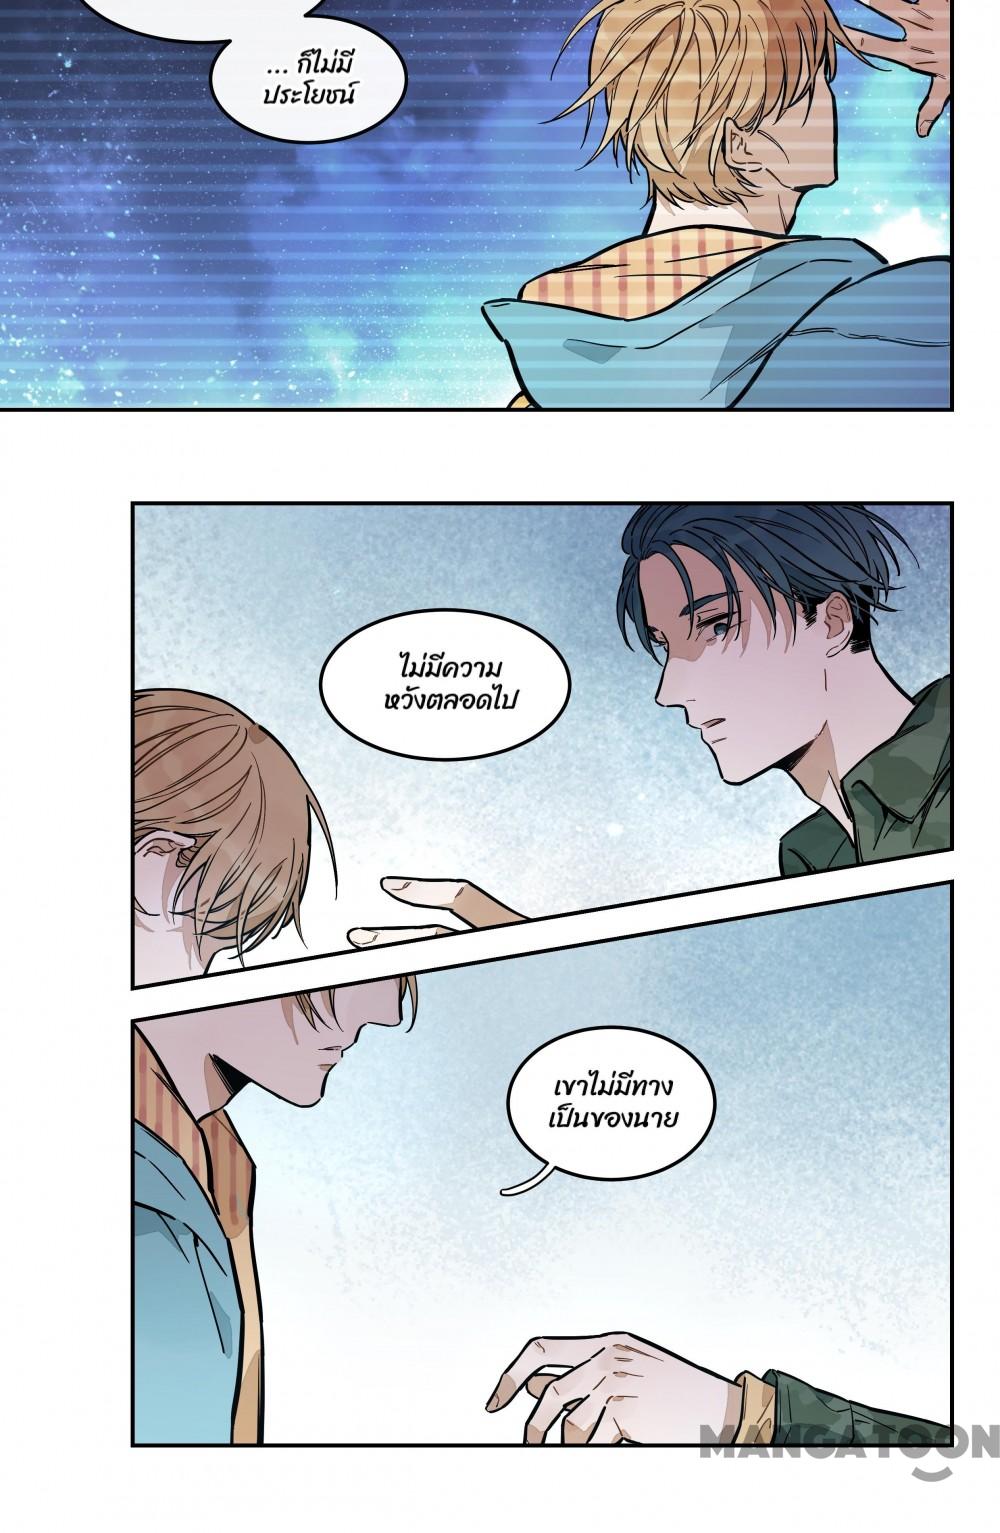 ... ก็ไม่มี
ประโยชน์
ไม่มีความ
หวังตลอดไป
เขาไม่มีทาง
เป็นของนาย
MANGATOON